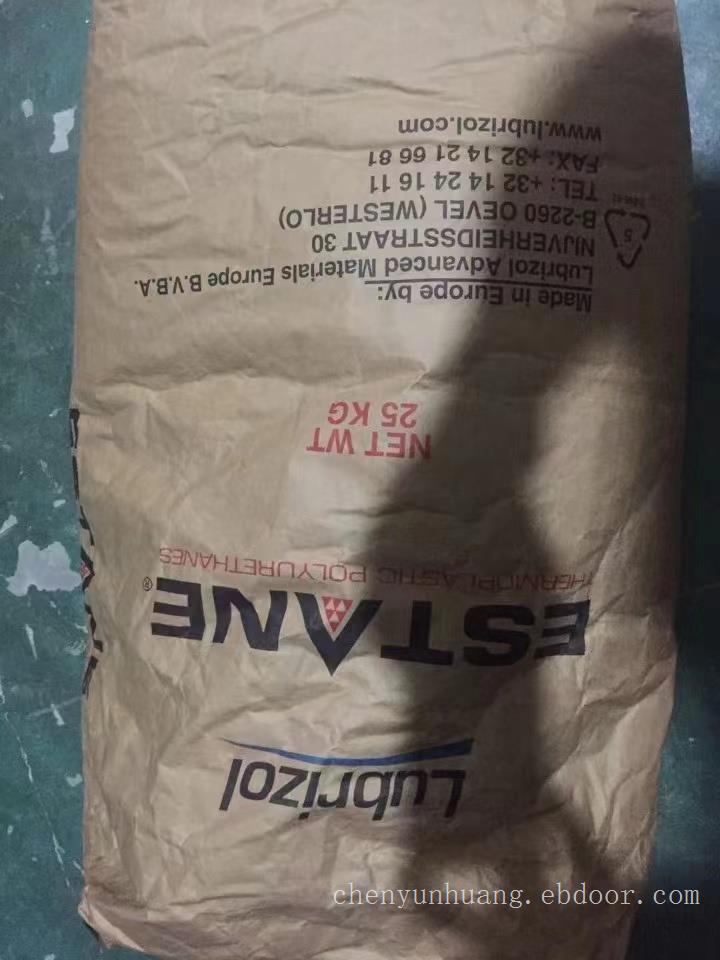 Lubrizol
ESTANE®
THERMOPLASTIC POLYURETHANES
NET WT
25 KG
Made in Europe by:
Lubrizol Advanced Materials Europe B.V.B.A.
NIJVERHEIDSSTRAAT 30
B-2260 OEVEL (WESTERLO)
TEL: +32 14 24 16 11
FAX: +32 14 21 66 81
www.lubrizol.com
5
ESTANE
chenyunhuang.ebdoor.com